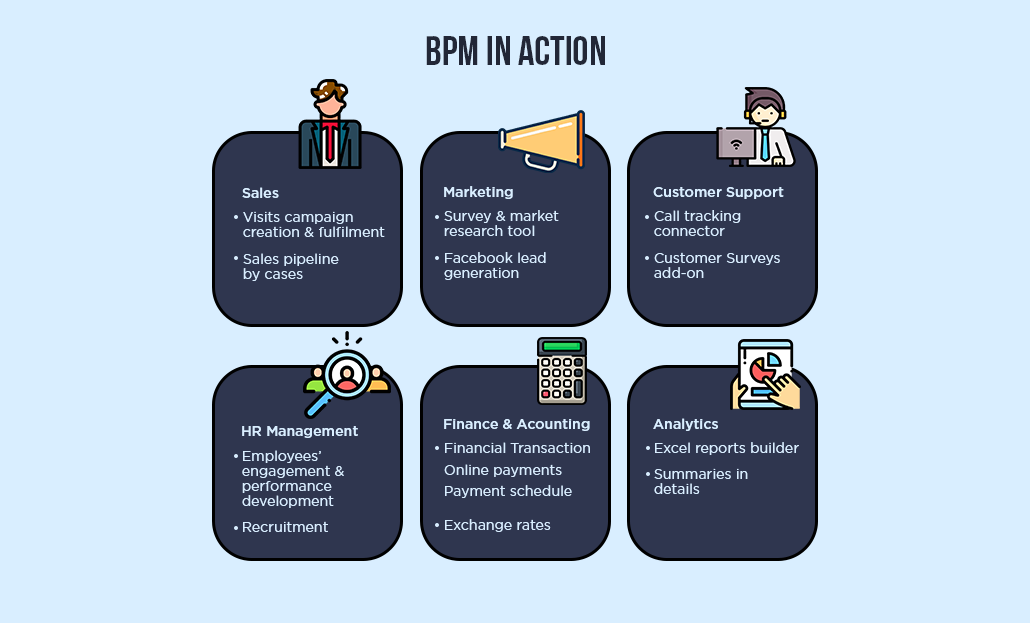 BPM IN ACTION
Sales
• Visits campaign
creation & fulfilment
• Sales pipeline
by cases
Marketing
• Survey & market
research tool
• Facebook lead
generation
Customer Support
• Call tracking
connector
• Customer Surveys
add-on
HR Management
• Employees’
engagement &
performance
development
• Recruitment
Finance & Acounting
• Financial Transaction
Online payments
Payment schedule
• Exchange rates
Analytics
• Excel reports builder
• Summaries in
details